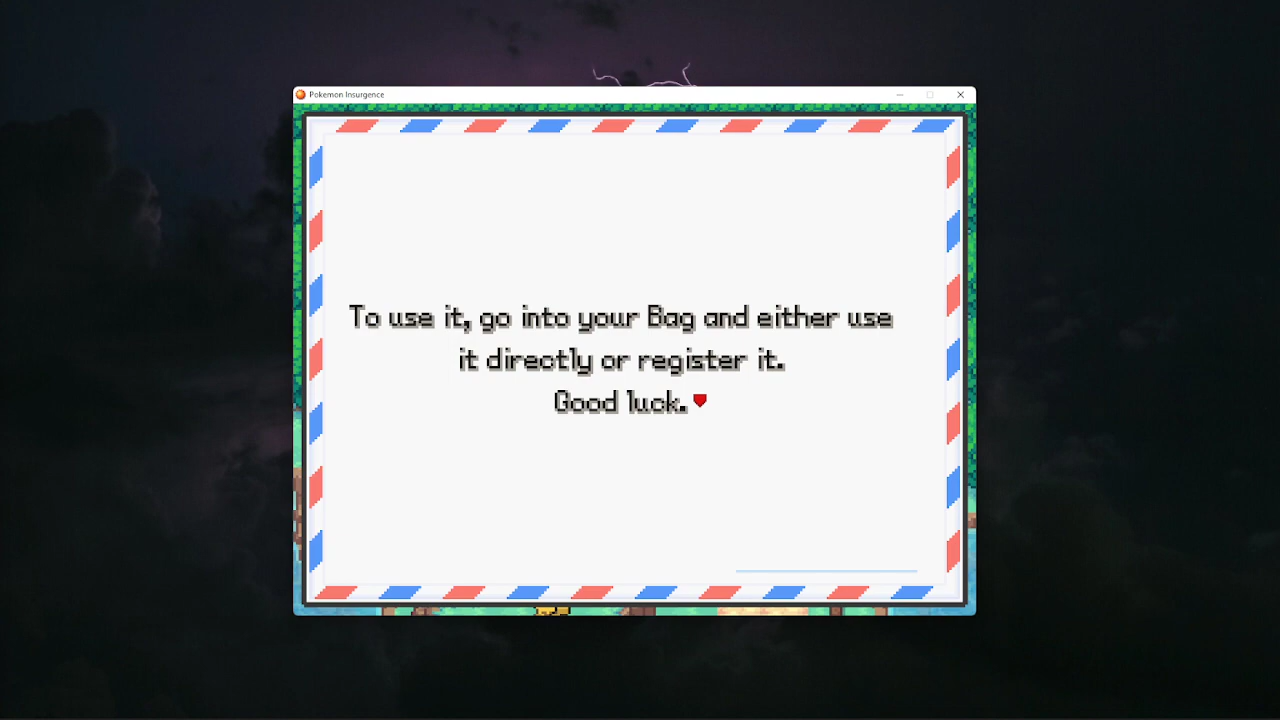 Pokemon Insurgence
To use it, go into your Bag and either use
it directly or register it.
Good luck.